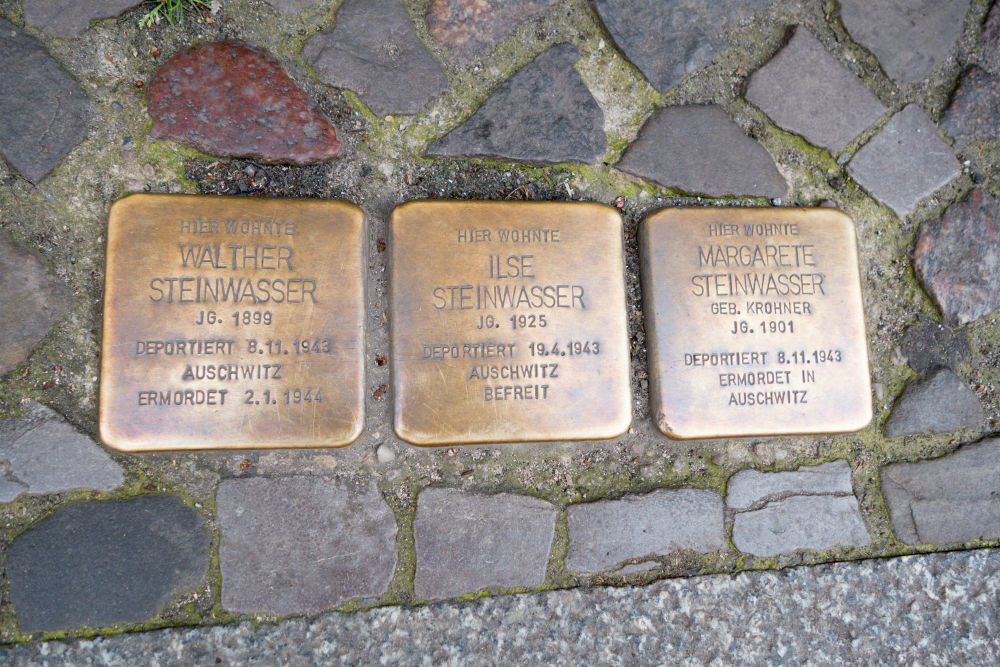 HIER WOHNTE
WALTHER
STEINWASSER
JG. 1899
DEPORTIERT 8.11.1943
AUSCHWITZ
ERMORDET 2.1.1944
HIER WOHNTE
ILSE
STEINWASSER
JG. 1925
DEPORTIERT 19.4.1943
AUSCHWITZ
BEFREIT
HIER WOHNTE
MARGARETE
STEINWASSER
GEB. KROHNER
JG. 1901
DEPORTIERT 8.11.1943
ERMORDET IN
AUSCHWITZ